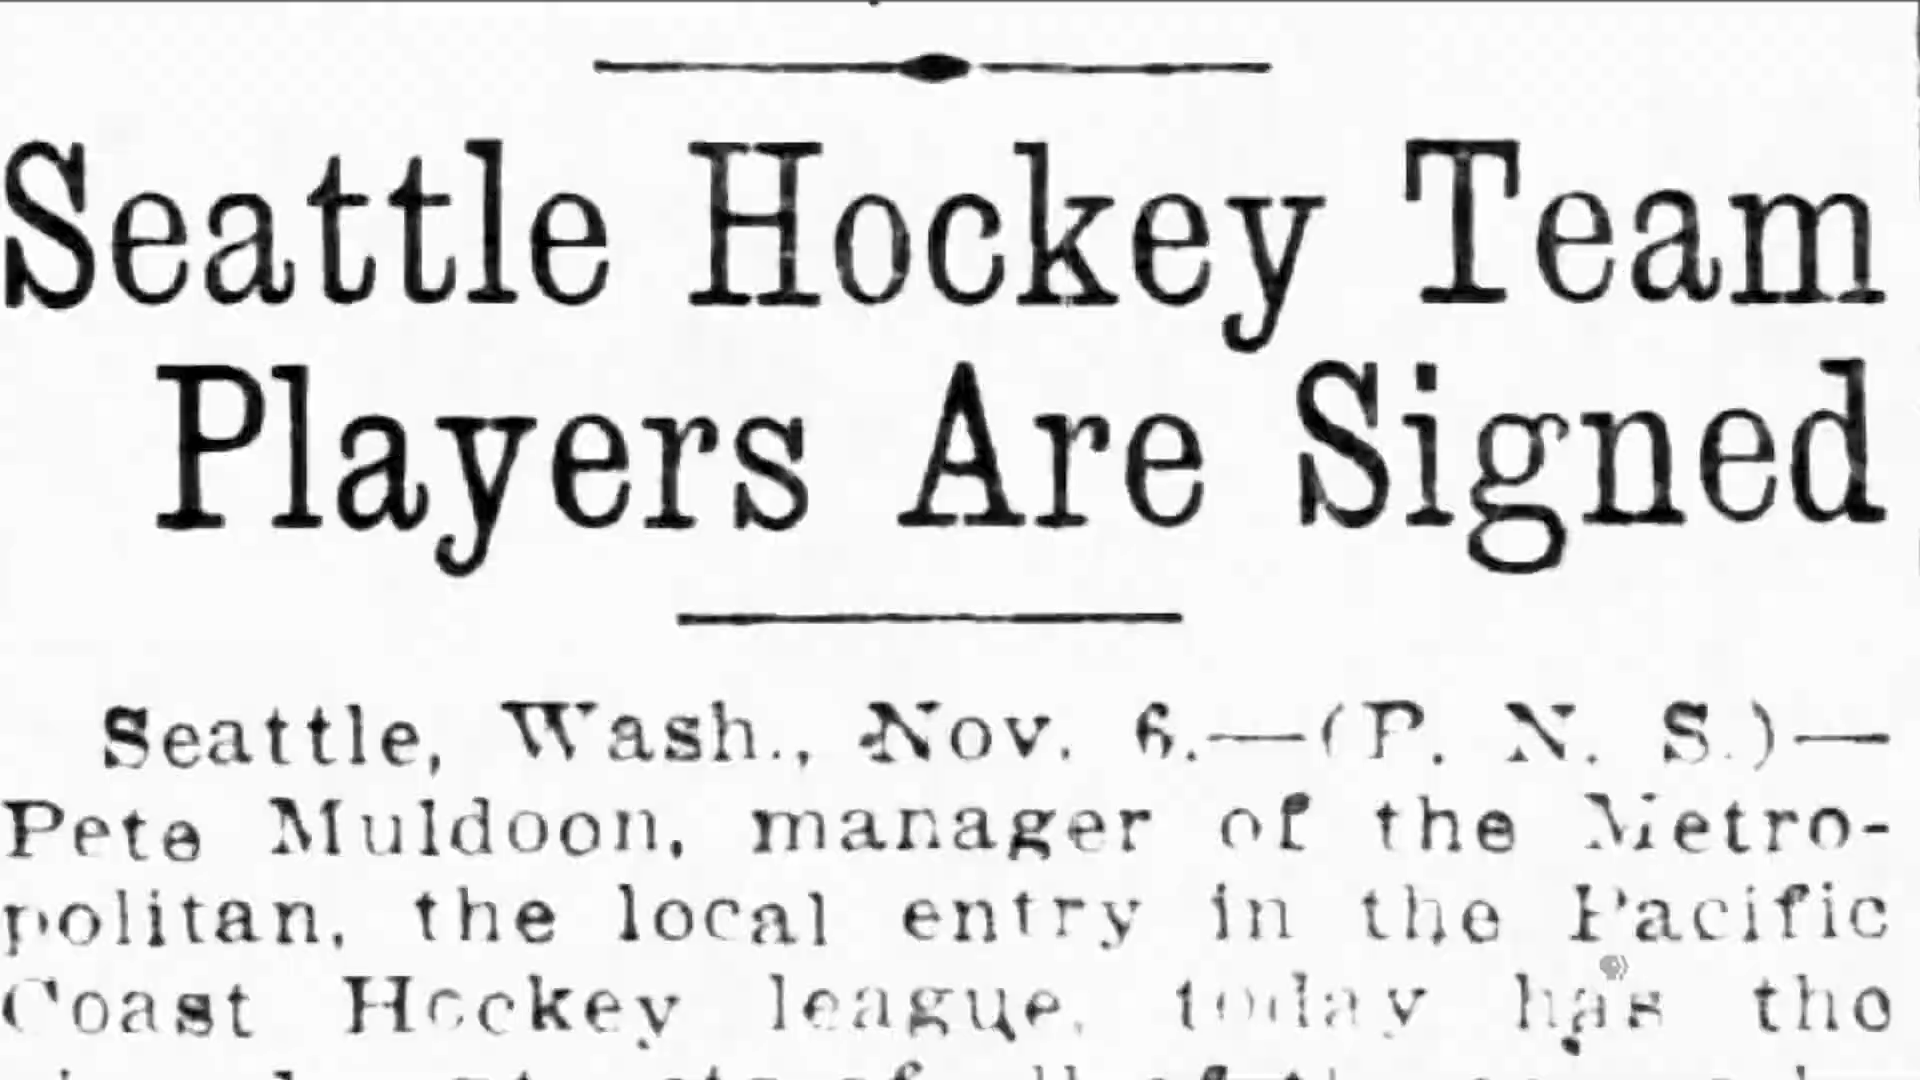 Seattle Hockey Team
Players Are Signed
Seattle, Wash., Nov. 6.—(P. N. S.)—
Pete Muldoon, manager of the Metro-
politan, the local entry in the Pacific
Coast Hockey league, today has the